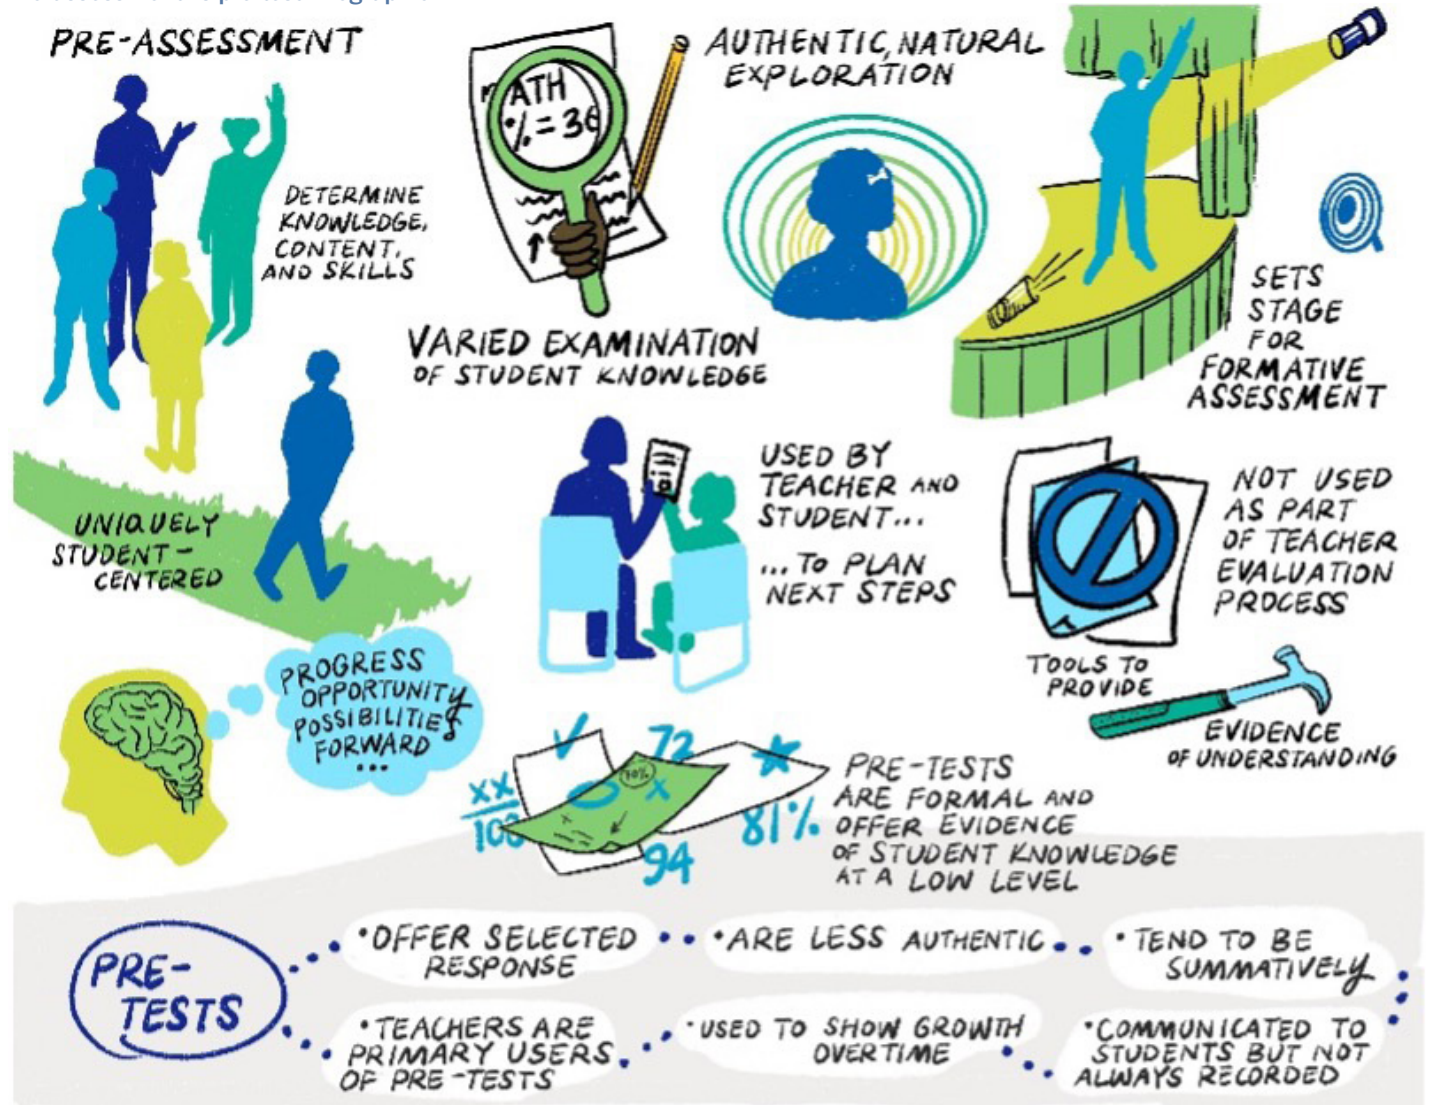 PRE-ASSESSMENT
DETERMINE
KNOWLEDGE,
CONTENT,
AND SKILLS
MATH
% = 36
VARIED EXAMINATION
OF STUDENT KNOWLEDGE
AUTHENTIC, NATURAL
EXPLORATION
SETS
STAGE
FOR
FORMATIVE
ASSESSMENT
UNIQUELY
STUDENT-
CENTERED
USED BY
TEACHER AND
STUDENT...
...TO PLAN
NEXT STEPS
NOT USED
AS PART
OF TEACHER
EVALUATION
PROCESS
PROGRESS
OPPORTUNITY
POSSIBILITIES
FORWARD
...
TOOLS TO
PROVIDE
EVIDENCE
OF UNDERSTANDING
XX
100
72
70%
x
94
81%
PRE-TESTS
ARE FORMAL AND
OFFER EVIDENCE
OF STUDENT KNOWLEDGE
AT A LOW LEVEL
PRE-
TESTS
•OFFER SELECTED
RESPONSE
•ARE LESS AUTHENTIC
•TEND TO BE
SUMMATIVELY
•COMMUNICATED TO
STUDENTS BUT NOT
ALWAYS RECORDED
•USED TO SHOW GROWTH
OVERTIME
•TEACHERS ARE
PRIMARY USERS
OF PRE-TESTS